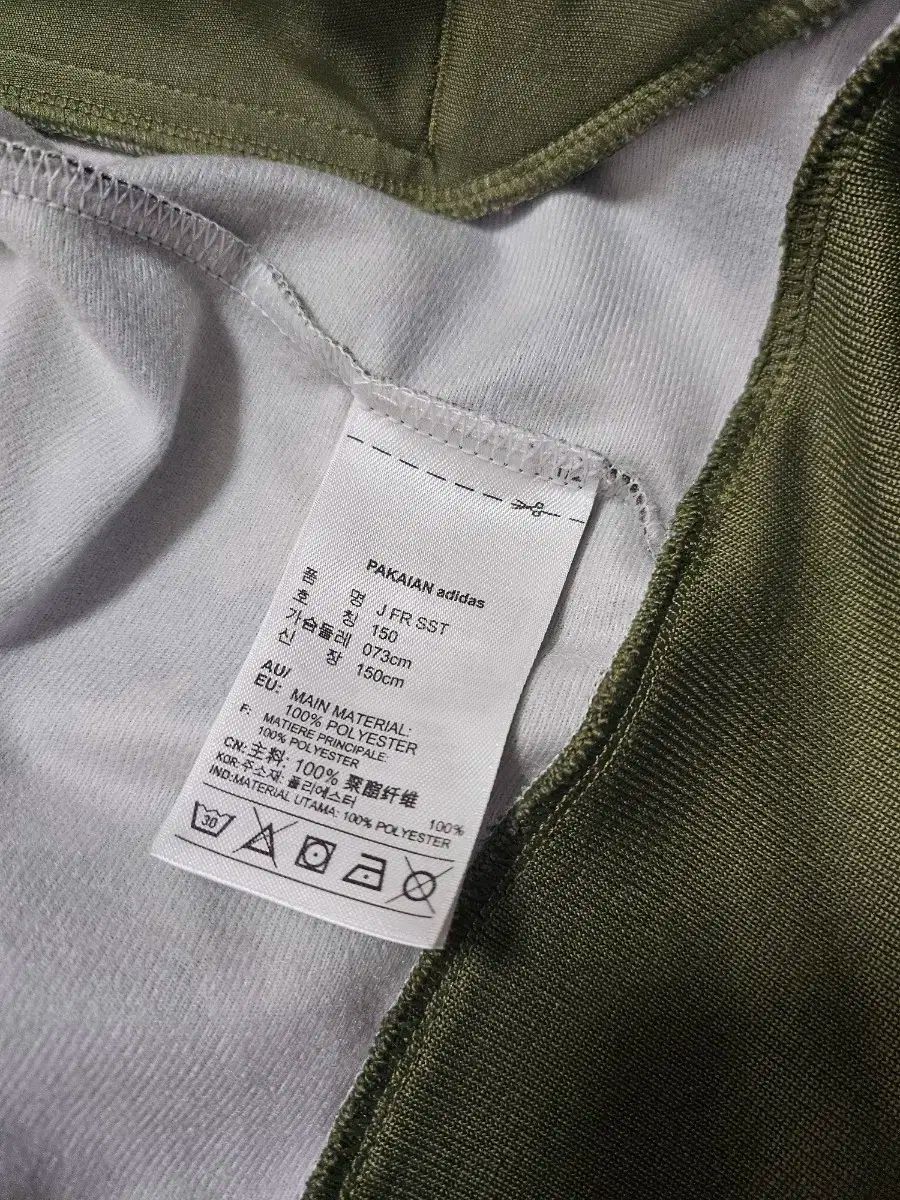 PAKAIAN adidas
품 명 J FR SST
호 칭 150
가슴둘레 073cm
신 장 150cm
AU/
EU: MAIN MATERIAL:
100% POLYESTER
F: MATIERE PRINCIPALE:
100% POLYESTER
CN: 主料: 100% 聚酯纤维
KOR: 주소재: 폴리에스터 100%
IND: MATERIAL UTAMA: 100% POLYESTER
30